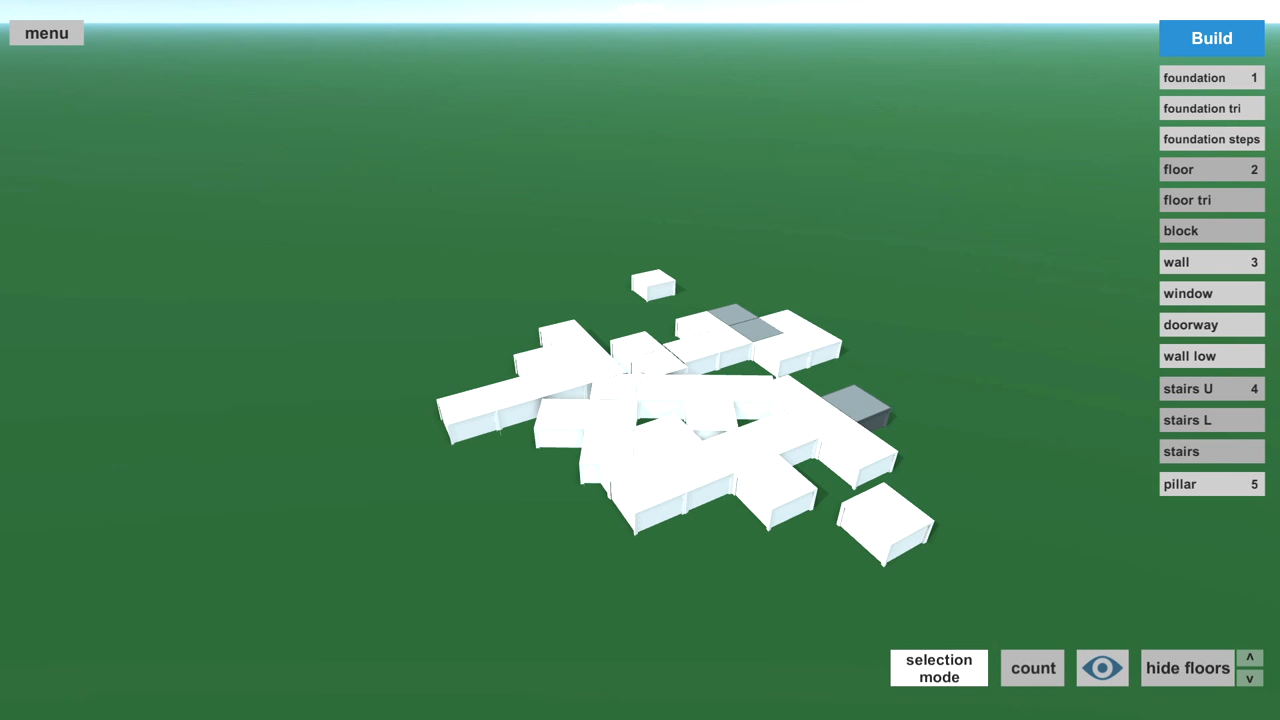 menu
Build
foundation 1
foundation tri
foundation steps
floor 2
floor tri
block
wall 3
window
doorway
wall low
stairs U 4
stairs L
stairs
pillar 5
selection
mode
count
hide floors